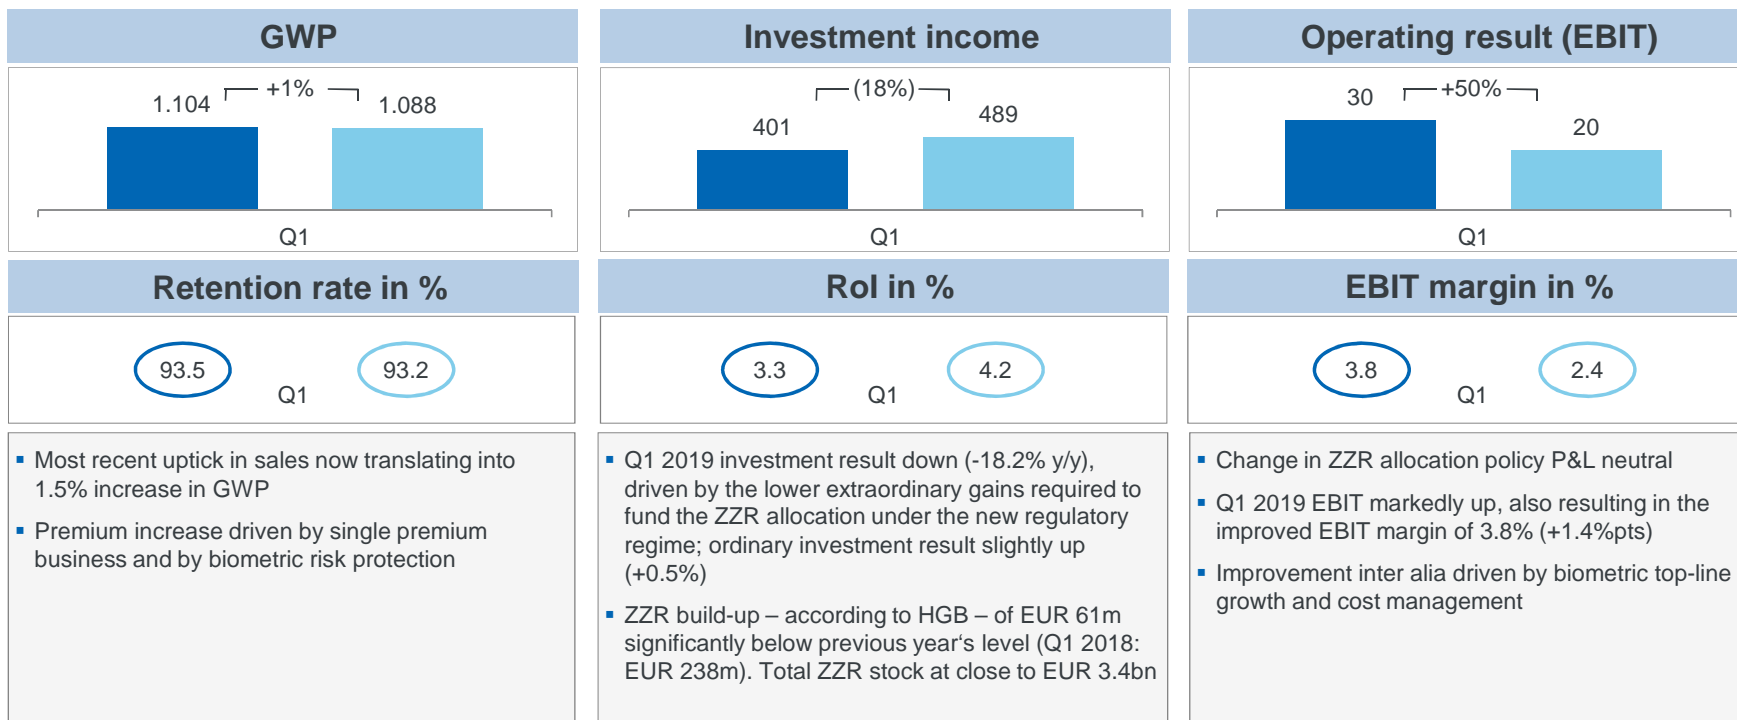 GWP
1.104
+1%
1.088
Q1
Investment income
401
(18%)
489
Q1
Operating result (EBIT)
30
+50%
20
Q1
Retention rate in %
93.5
93.2
Q1
RoI in %
3.3
4.2
Q1
EBIT margin in %
3.8
2.4
Q1
▪ Most recent uptick in sales now translating into
1.5% increase in GWP
▪ Premium increase driven by single premium
business and by biometric risk protection
▪ Q1 2019 investment result down (-18.2% y/y),
driven by the lower extraordinary gains required to
fund the ZZR allocation under the new regulatory
regime; ordinary investment result slightly up
(+0.5%)
▪ ZZR build-up – according to HGB – of EUR 61m
significantly below previous year‘s level (Q1 2018:
EUR 238m). Total ZZR stock at close to EUR 3.4bn
▪ Change in ZZR allocation policy P&L neutral
▪ Q1 2019 EBIT markedly up, also resulting in the
improved EBIT margin of 3.8% (+1.4%pts)
▪ Improvement inter alia driven by biometric top-line
growth and cost management